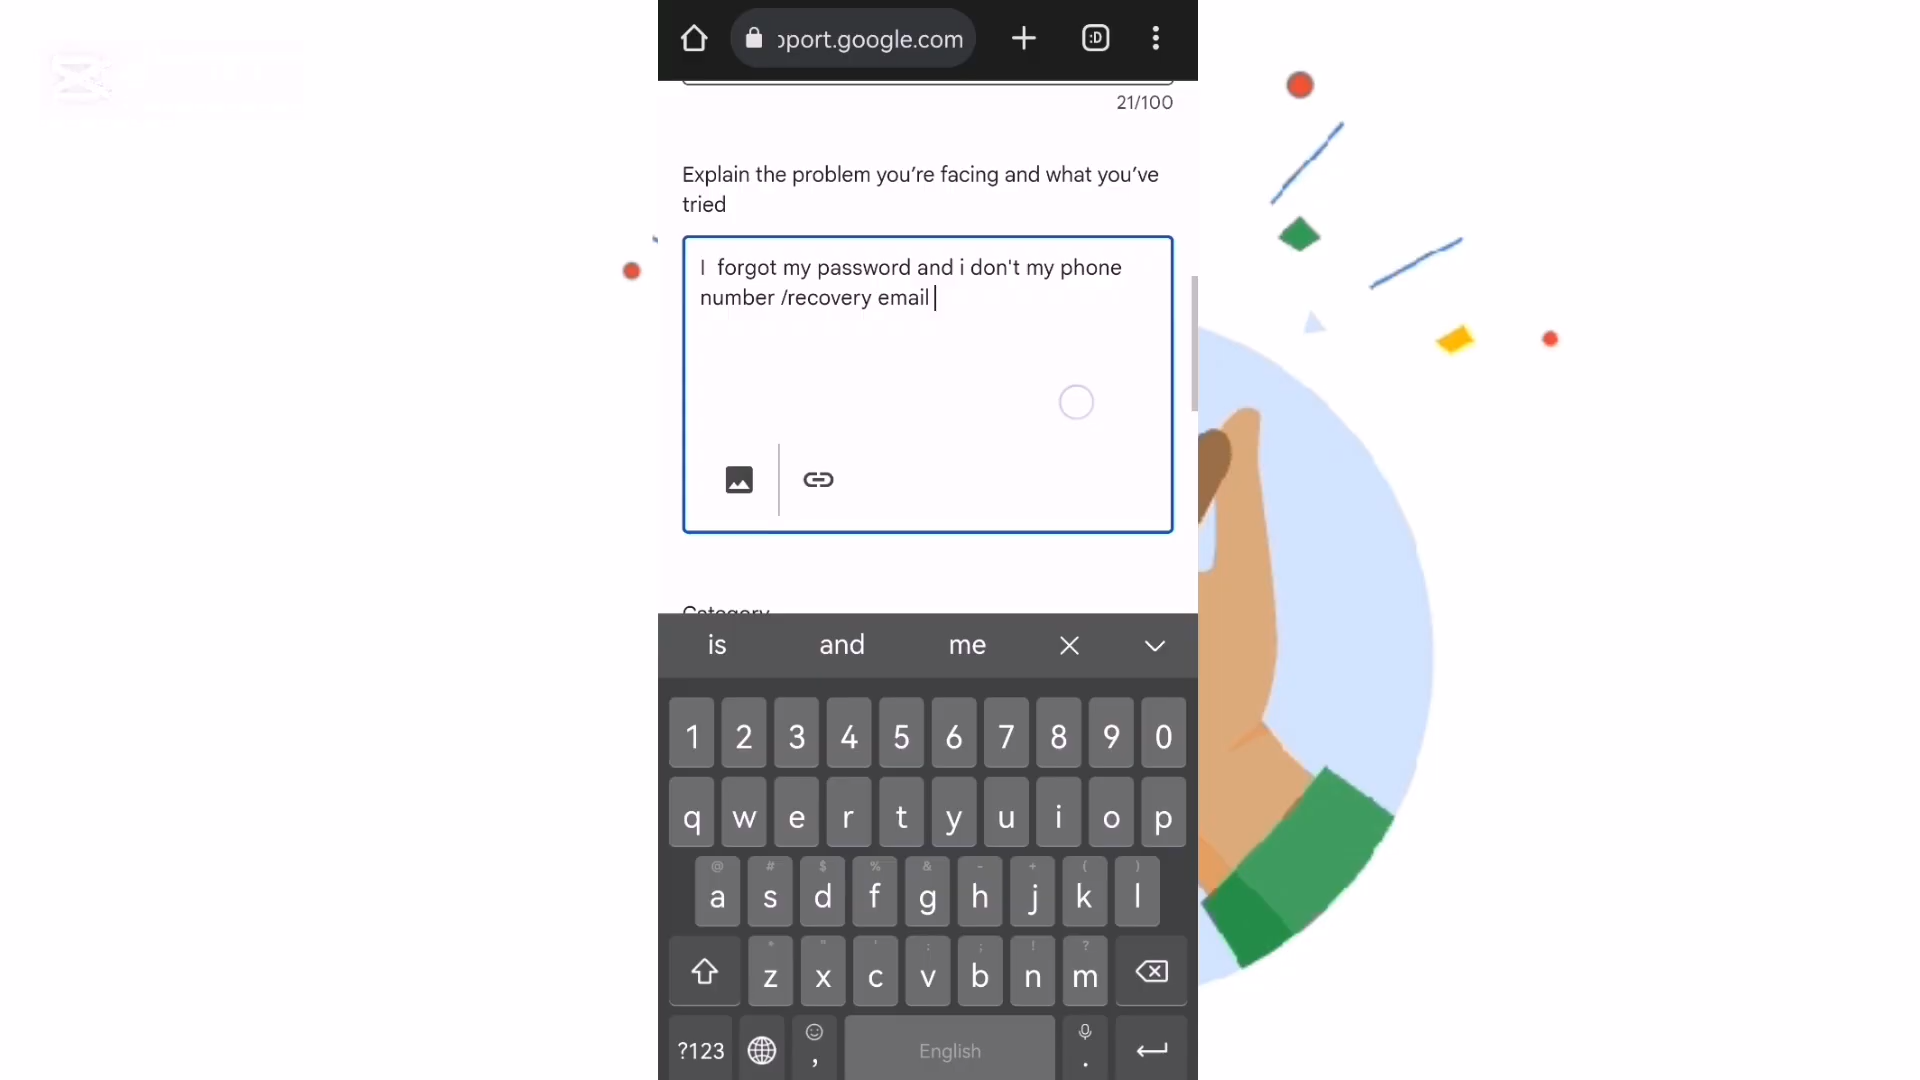 pport.google.com
:D
21/100
Explain the problem you’re facing and what you’ve
tried
I  forgot my password and i don't my phone
number /recovery email
Category
is and me
1 2 3 4 5 6 7 8 9 0
q w e r t y u i o p
@ # $ % & - + ( )
a s d f g h j k l
* " ' : ; ! ?
z x c v b n m
?123 , English .